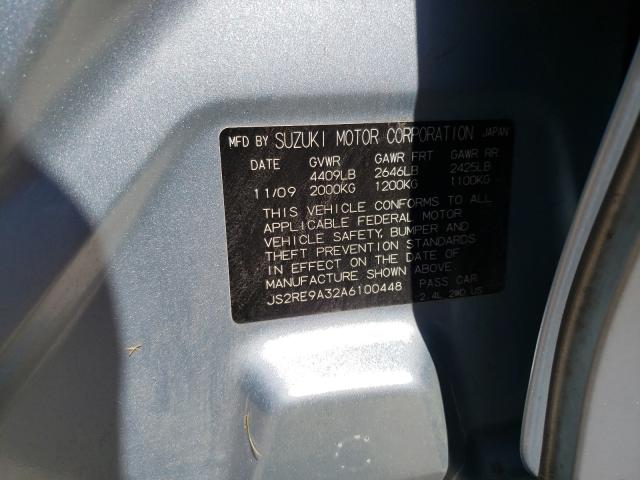 MFD BY SUZUKI MOTOR CORPORATION JAPAN
DATE GVWR GAWR FRT GAWR RR
4409LB 2646LB 2425LB
11/09 2000KG 1200KG 1100KG
THIS VEHICLE CONFORMS TO ALL
APPLICABLE FEDERAL MOTOR
VEHICLE SAFETY, BUMPER AND
THEFT PREVENTION STANDARDS
IN EFFECT ON THE DATE OF
MANUFACTURE SHOWN ABOVE
JS2RE9A32A6100448 PASS CAR
2.4L 2WD US